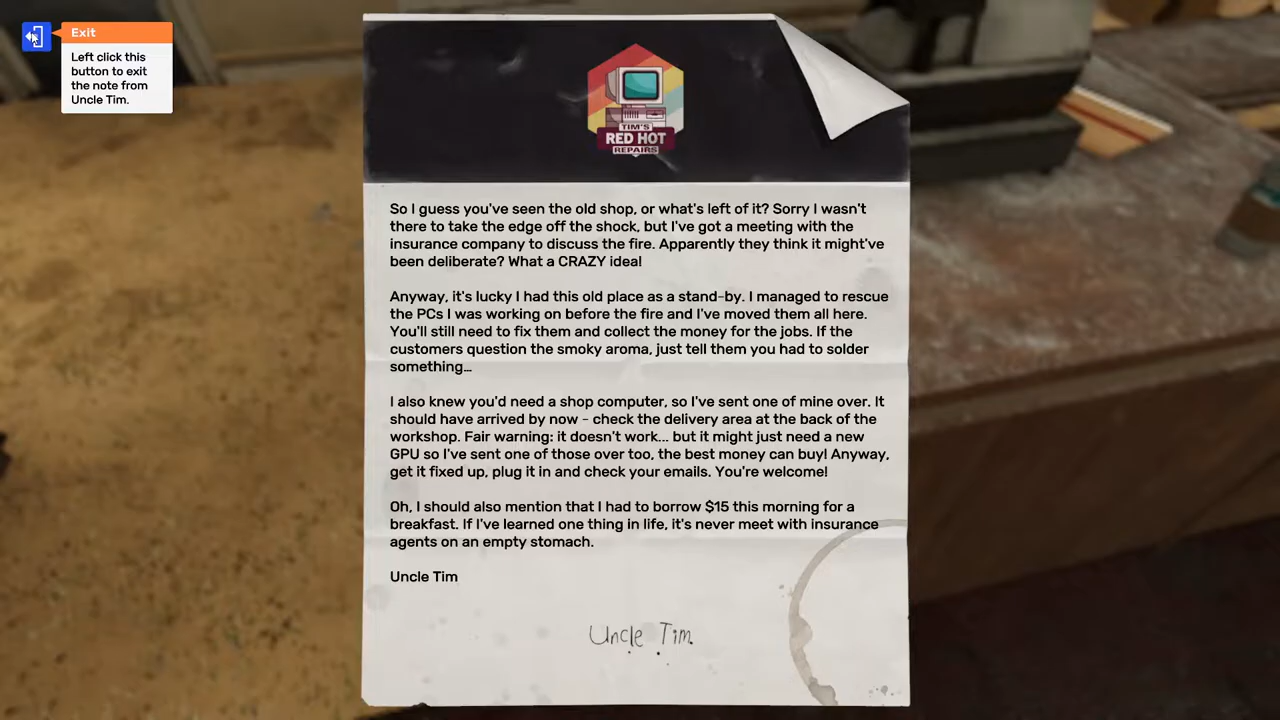 Exit
Left click this
button to exit
the note from
Uncle Tim.
TIM'S
RED HOT
REPAIRS
So I guess you've seen the old shop, or what's left of it? Sorry I wasn't
there to take the edge off the shock, but I've got a meeting with the
insurance company to discuss the fire. Apparently they think it might've
been deliberate? What a CRAZY idea!
Anyway, it's lucky I had this old place as a stand-by. I managed to rescue
the PCs I was working on before the fire and I've moved them all here.
You'll still need to fix them and collect the money for the jobs. If the
customers question the smoky aroma, just tell them you had to solder
something...
I also knew you'd need a shop computer, so I've sent one of mine over. It
should have arrived by now - check the delivery area at the back of the
workshop. Fair warning: it doesn't work... but it might just need a new
GPU so I've sent one of those over too, the best money can buy! Anyway,
get it fixed up, plug it in and check your emails. You're welcome!
Oh, I should also mention that I had to borrow $15 this morning for a
breakfast. If I've learned one thing in life, it's never meet with insurance
agents on an empty stomach.
Uncle Tim
Uncle Tim